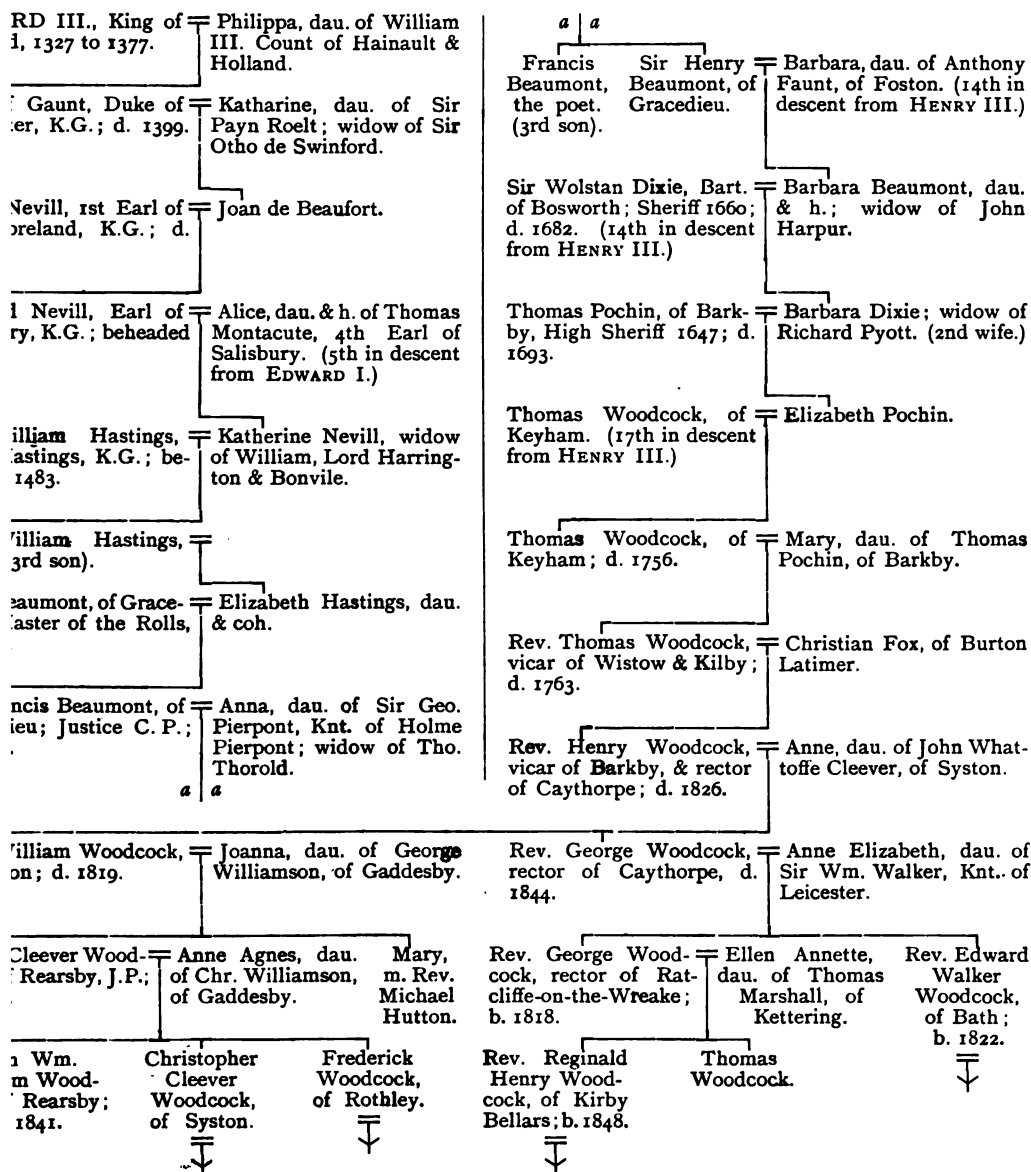 RD III., King of
d, 1327 to 1377.
Philippa, dau. of William
III. Count of Hainault &
Holland.
f Gaunt, Duke of
ter, K.G.; d. 1399.
Katharine, dau. of Sir
Payn Roelt; widow of Sir
Otho de Swinford.
Nevill, 1st Earl of
oreland, K.G.; d.
Joan de Beaufort.
d Nevill, Earl of
ry, K.G.; beheaded
Alice, dau. & h. of Thomas
Montacute, 4th Earl of
Salisbury. (5th in descent
from EDWARD I.)
illiam Hastings,
Hastings, K.G.; be-
1483.
Katherine Nevill, widow
of William, Lord Harring-
ton & Bonvile.
William Hastings,
3rd son).
eaumont, of Grace-
aster of the Rolls,
Elizabeth Hastings, dau.
& coh.
ncis Beaumont, of
ieu; Justice C. P.;
Anna, dau. of Sir Geo.
Pierpont, Knt. of Holme
Pierpont; widow of Tho.
Thorold.
a a
a a
Francis
Beaumont,
the poet.
(3rd son).
Sir Henry
Beaumont, of
Gracedieu.
Barbara, dau. of Anthony
Faunt, of Foston. (14th in
descent from HENRY III.)
Sir Wolstan Dixie, Bart.
of Bosworth; Sheriff 1660;
d. 1682. (14th in descent
from HENRY III.)
Barbara Beaumont, dau.
& h.; widow of John
Harpur.
Thomas Pochin, of Bark-
by, High Sheriff 1647; d.
1693.
Barbara Dixie; widow of
Richard Pyott. (2nd wife.)
Thomas Woodcock, of
Keyham. (17th in descent
from HENRY III.)
Elizabeth Pochin.
Thomas Woodcock, of
Keyham; d. 1756.
Mary, dau. of Thomas
Pochin, of Barkby.
Rev. Thomas Woodcock,
vicar of Wistow & Kilby;
d. 1763.
Christian Fox, of Burton
Latimer.
Rev. Henry Woodcock,
vicar of Barkby, & rector
of Caythorpe; d. 1826.
Anne, dau. of John What-
toffe Cleever, of Syston.
William Woodcock,
on; d. 1819.
Joanna, dau. of George
Williamson, of Gaddesby.
Rev. George Woodcock,
rector of Caythorpe, d.
1844.
Anne Elizabeth, dau. of
Sir Wm. Walker, Knt. of
Leicester.
Cleever Wood-
f Rearsby, J.P.;
Anne Agnes, dau.
of Chr. Williamson,
of Gaddesby.
Mary,
m. Rev.
Michael
Hutton.
Rev. George Wood-
cock, rector of Rat-
cliffe-on-the-Wreake;
b. 1818.
Ellen Annette,
dau. of Thomas
Marshall, of
Kettering.
Rev. Edward
Walker
Woodcock,
of Bath;
b. 1822.
n Wm.
m Wood-
f Rearsby;
1841.
Christopher
Cleever
Woodcock,
of Syston.
Frederick
Woodcock,
of Rothley.
Rev. Reginald
Henry Wood-
cock, of Kirby
Bellars; b. 1848.
Thomas
Woodcock.